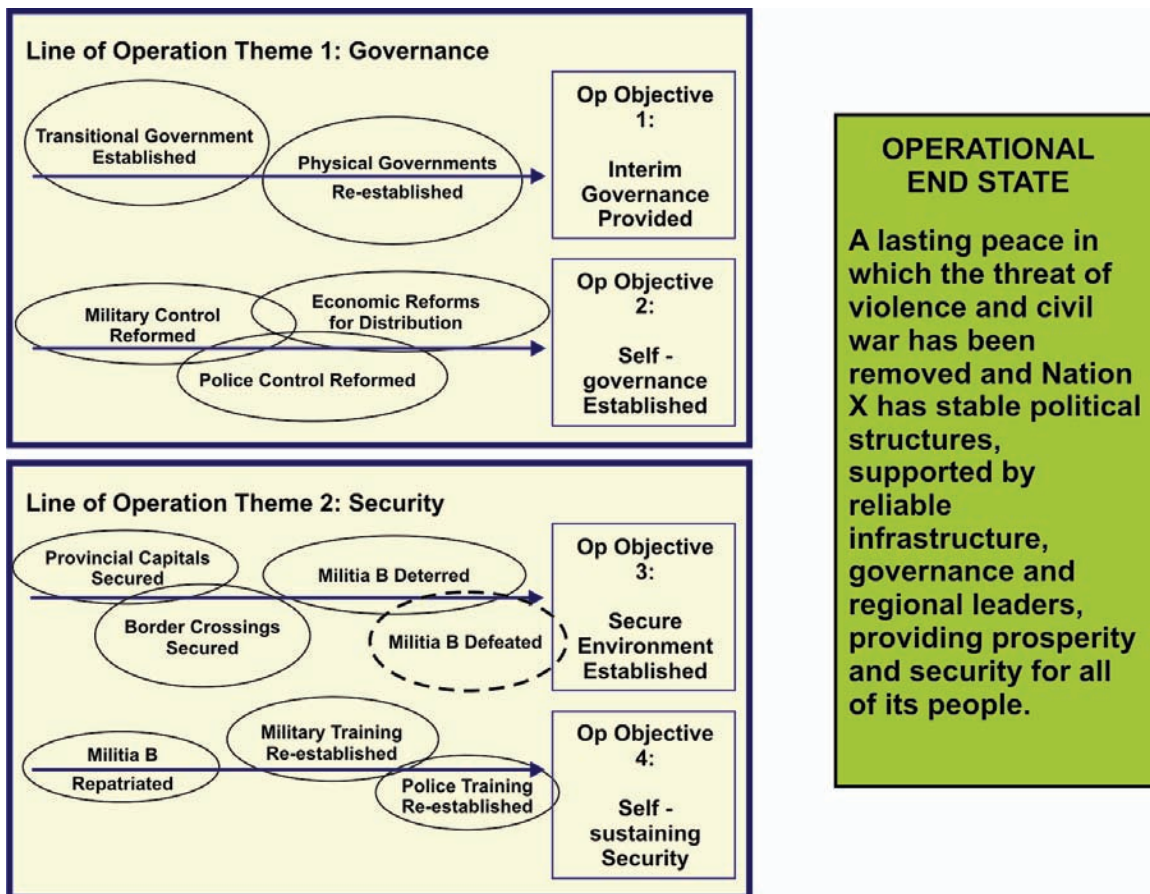 Line of Operation Theme 1: Governance
Transitional Government
Established
Physical Governments
Re-established
Op Objective
1:
Interim
Governance
Provided
Military Control
Reformed
Economic Reforms
for Distribution
Police Control Reformed
Op Objective
2:
Self -
governance
Established
Line of Operation Theme 2: Security
Provincial Capitals
Secured
Border Crossings
Secured
Militia B Deterred
Militia B Defeated
Op Objective
3:
Secure
Environment
Established
Militia B
Repatriated
Military Training
Re-established
Police Training
Re-established
Op Objective
4:
Self -
sustaining
Security
OPERATIONAL
END STATE
A lasting peace in
which the threat of
violence and civil
war has been
removed and Nation
X has stable political
structures,
supported by
reliable
infrastructure,
governance and
regional leaders,
providing prosperity
and security for all
of its people.